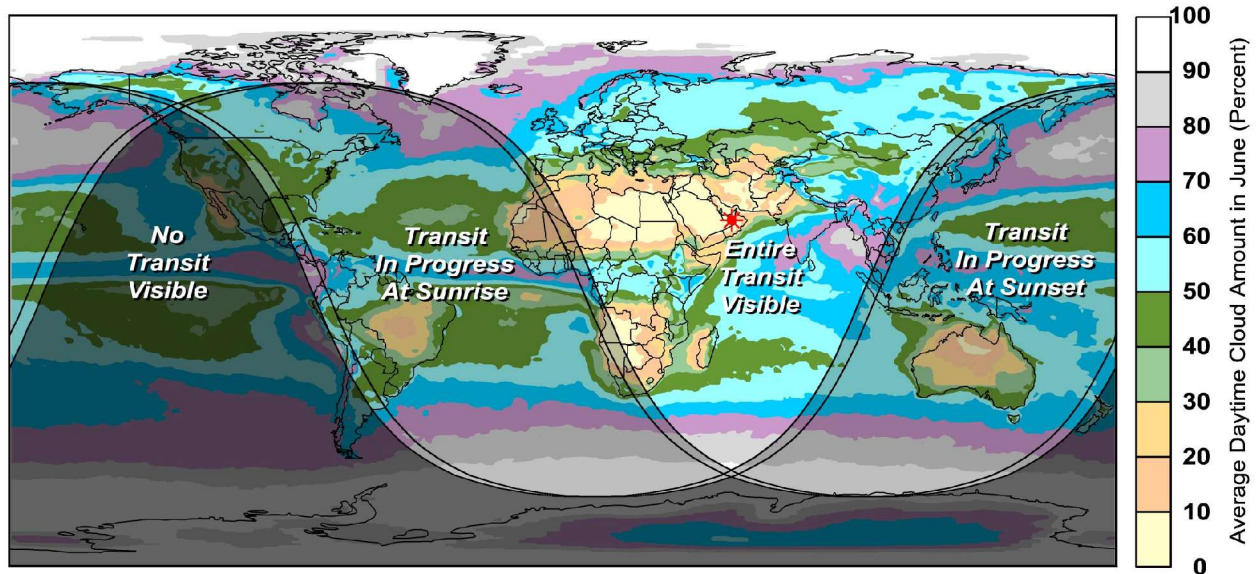 No
Transit
Visible
Transit
In Progress
At Sunrise
Entire
Transit
Visible
Transit
In Progress
At Sunset
100
90
80
70
60
50
40
30
20
10
0
Average Daytime Cloud Amount in June (Percent)